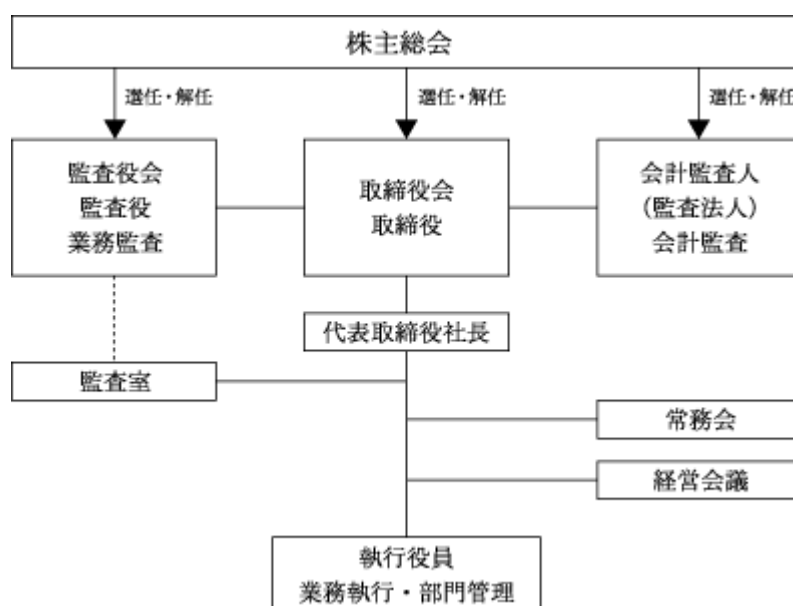 株主総会
選任・解任
選任・解任
選任・解任
監査役会
監査役
業務監査
取締役会
取締役
会計監査人
(監査法人)
会計監査
代表取締役社長
監査室
常務会
経営会議
執行役員
業務執行・部門管理